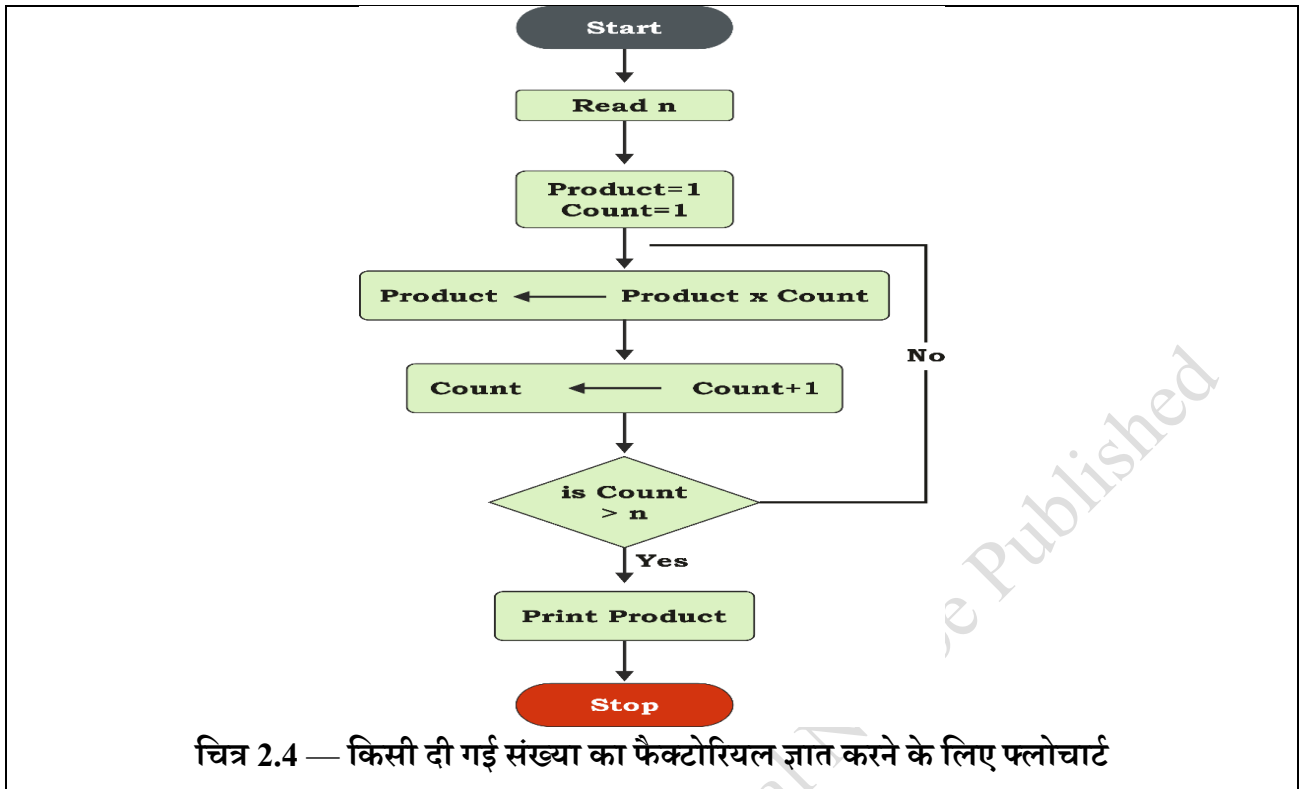 Start
Read n
Product=1
Count=1
Product ← Product x Count
Count ← Count+1
No
is Count
> n
Yes
Print Product
Stop
चित्र 2.4 — किसी दी गई संख्या का फैक्टोरियल ज्ञात करने के लिए फ्लोचार्ट
Published